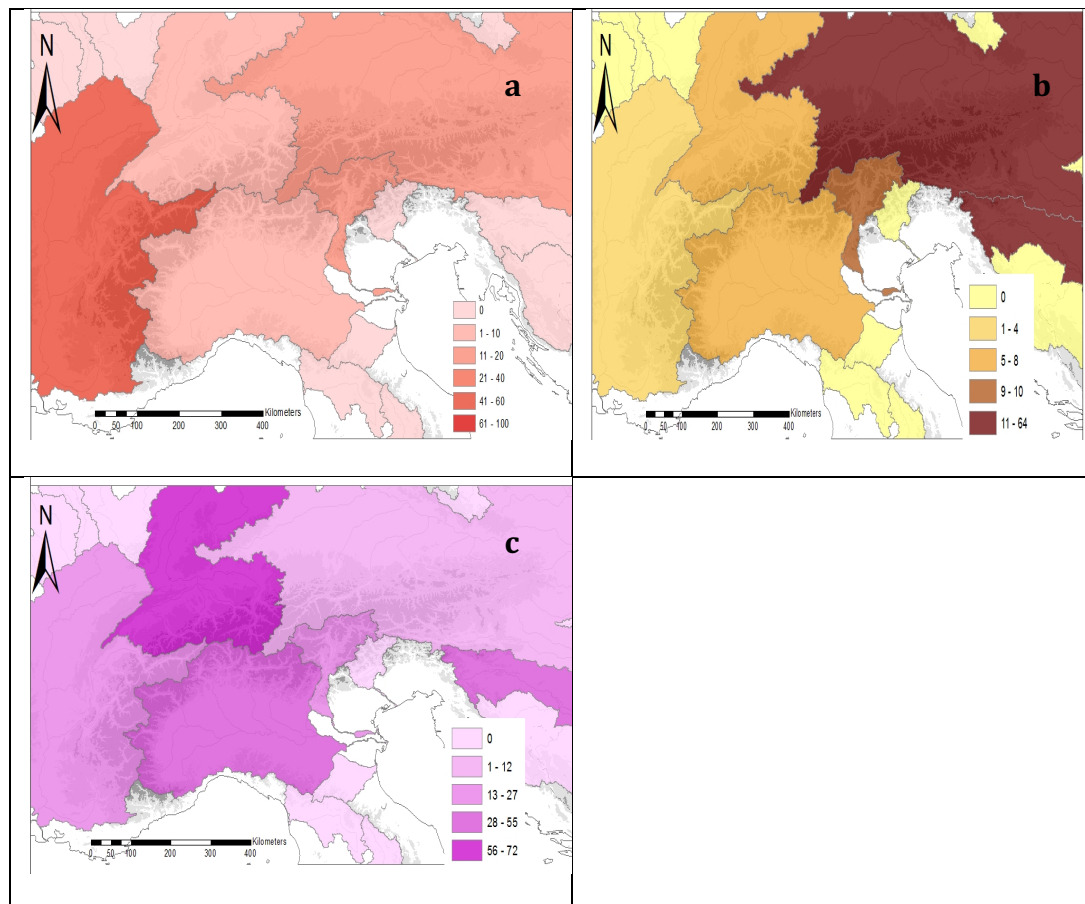 N
a
0
1 - 10
11 - 20
21 - 40
41 - 60
61 - 100
Kilometers
0 50 100 200 300 400
N
b
0
1 - 4
5 - 8
9 - 10
11 - 64
Kilometers
0 50 100 200 300 400
N
c
0
1 - 12
13 - 27
28 - 55
56 - 72
Kilometers
0 50 100 200 300 400